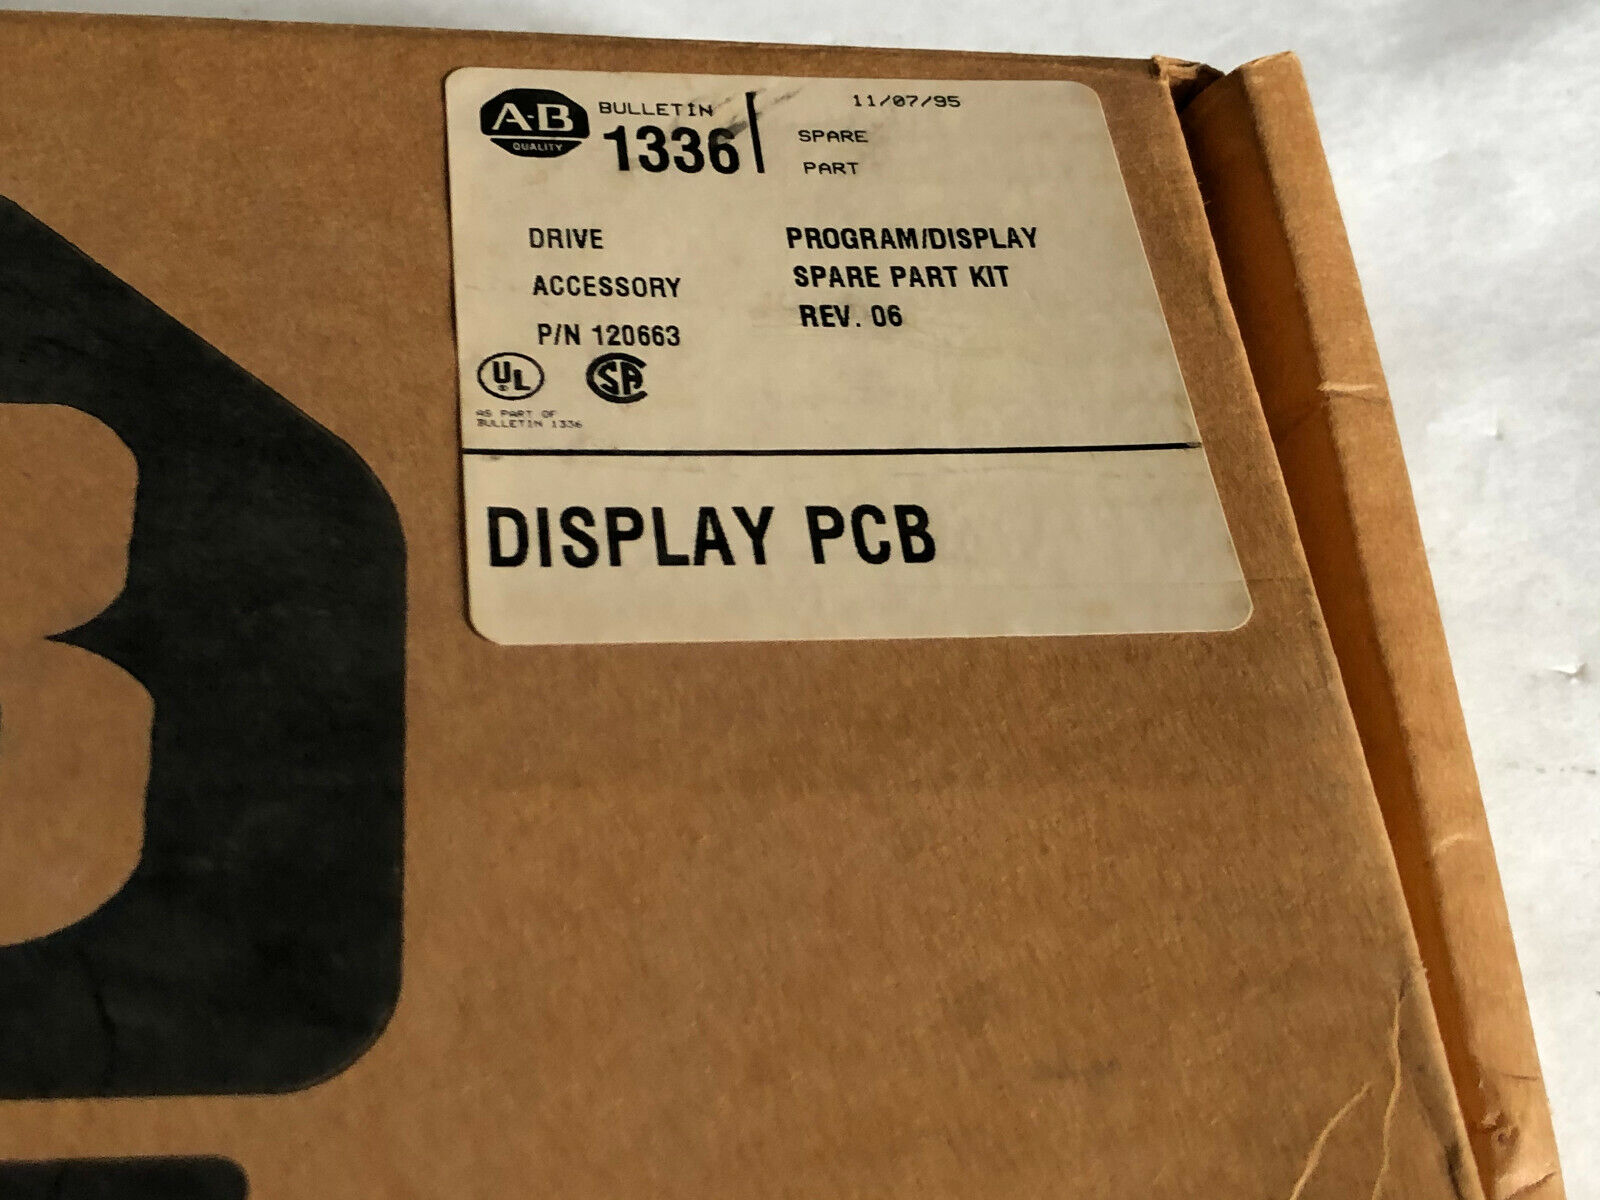 A-B
QUALITY
BULLETIN
1336
11/07/95
SPARE
PART
DRIVE
ACCESSORY
P/N 120663
PROGRAM/DISPLAY
SPARE PART KIT
REV. 06
UL
SA
AS PART OF
BULLETIN 1336
DISPLAY PCB
B